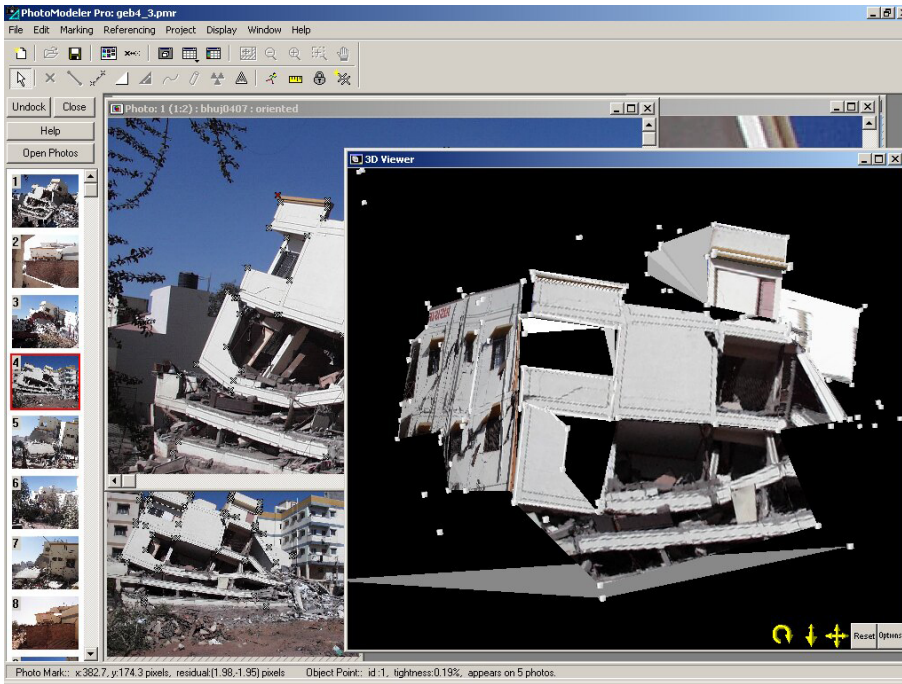 PhotoModeler Pro: geb4_3.pmr
File Edit Marking Referencing Project Display Window Help
Undock Close
Help
Open Photos
Photo: 1 (1:2) : bhuj0407 : oriented
3D Viewer
1
2
3
4
5
6
7
8
Reset Options
Photo Mark:: x:382.7, y:174.3 pixels, residual:(1.98,-1.95) pixels Object Point:: id :1, tightness:0.19%, appears on 5 photos.